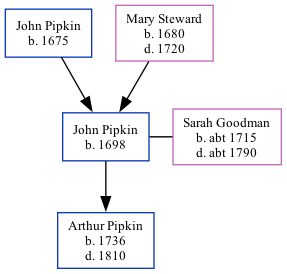 John Pipkin
b. 1675
Mary Steward
b. 1680
d. 1720
John Pipkin
b. 1698
Sarah Goodman
b. abt 1715
d. abt 1790
Arthur Pipkin
b. 1736
d. 1810